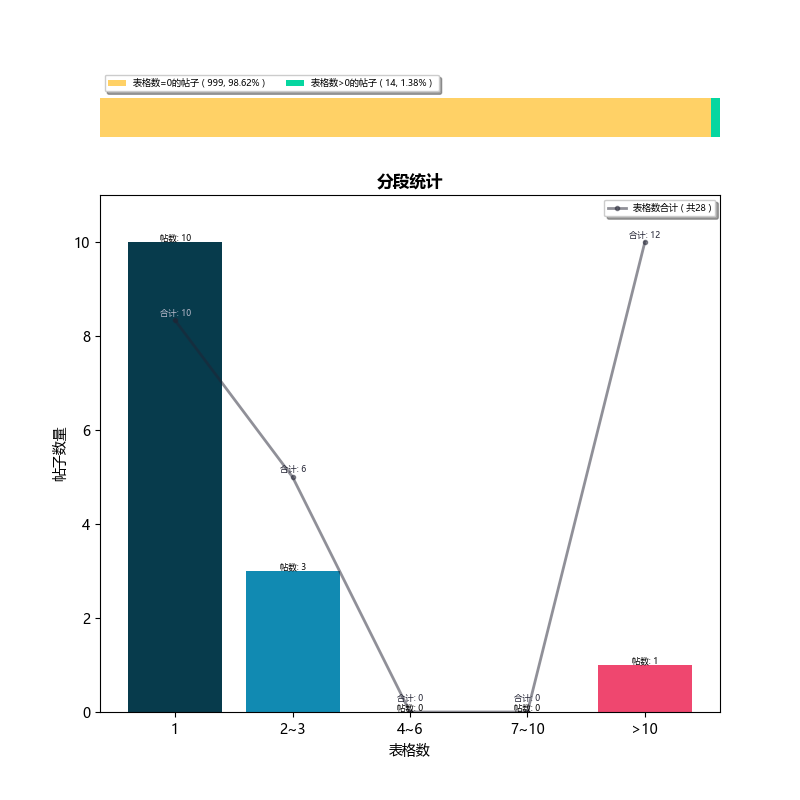 表格数=0的帖子 ( 999, 98.62% ) 表格数>0的帖子 ( 14, 1.38% )
分段统计
表格数合计 ( 共28 )
帖数: 10
合计: 12
合计: 10
合计: 6
帖数: 3
帖数: 1
合计: 0
合计: 0
帖数: 0
帖数: 0
10
8
6
4
2
0
帖子数量
1 2~3 4~6 7~10 >10
表格数